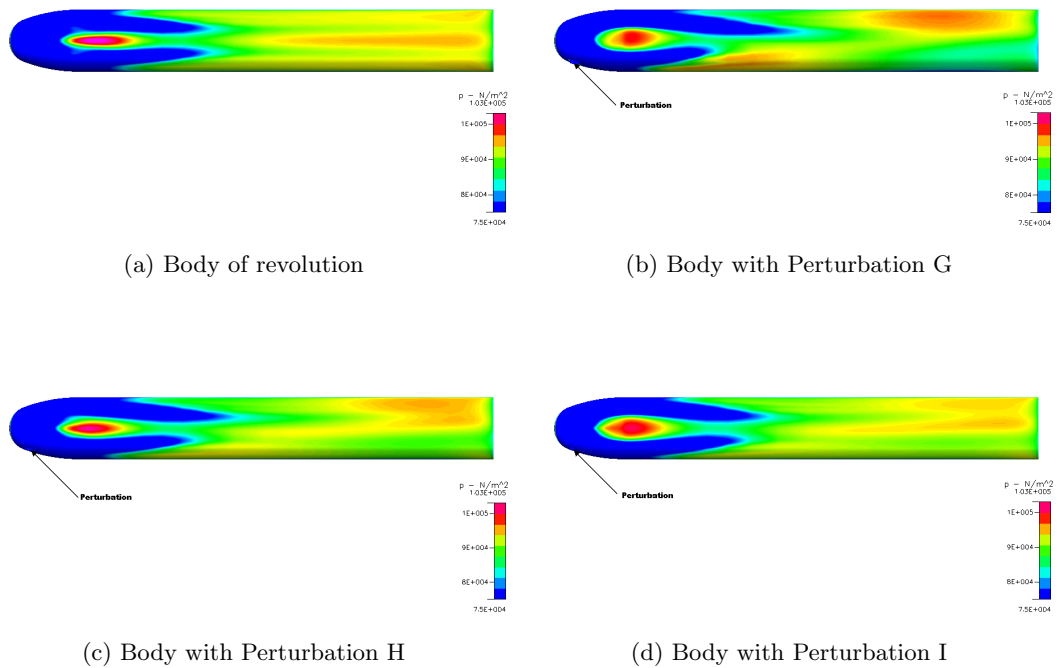 p - N/m^2
1.03E+005
1E+005
9E+004
8E+004
7.5E+004
(a) Body of revolution
Perturbation
p - N/m^2
1.03E+005
1E+005
9E+004
8E+004
7.5E+004
(b) Body with Perturbation G
Perturbation
p - N/m^2
1.03E+005
1E+005
9E+004
8E+004
7.5E+004
(c) Body with Perturbation H
Perturbation
p - N/m^2
1.03E+005
1E+005
9E+004
8E+004
7.5E+004
(d) Body with Perturbation I